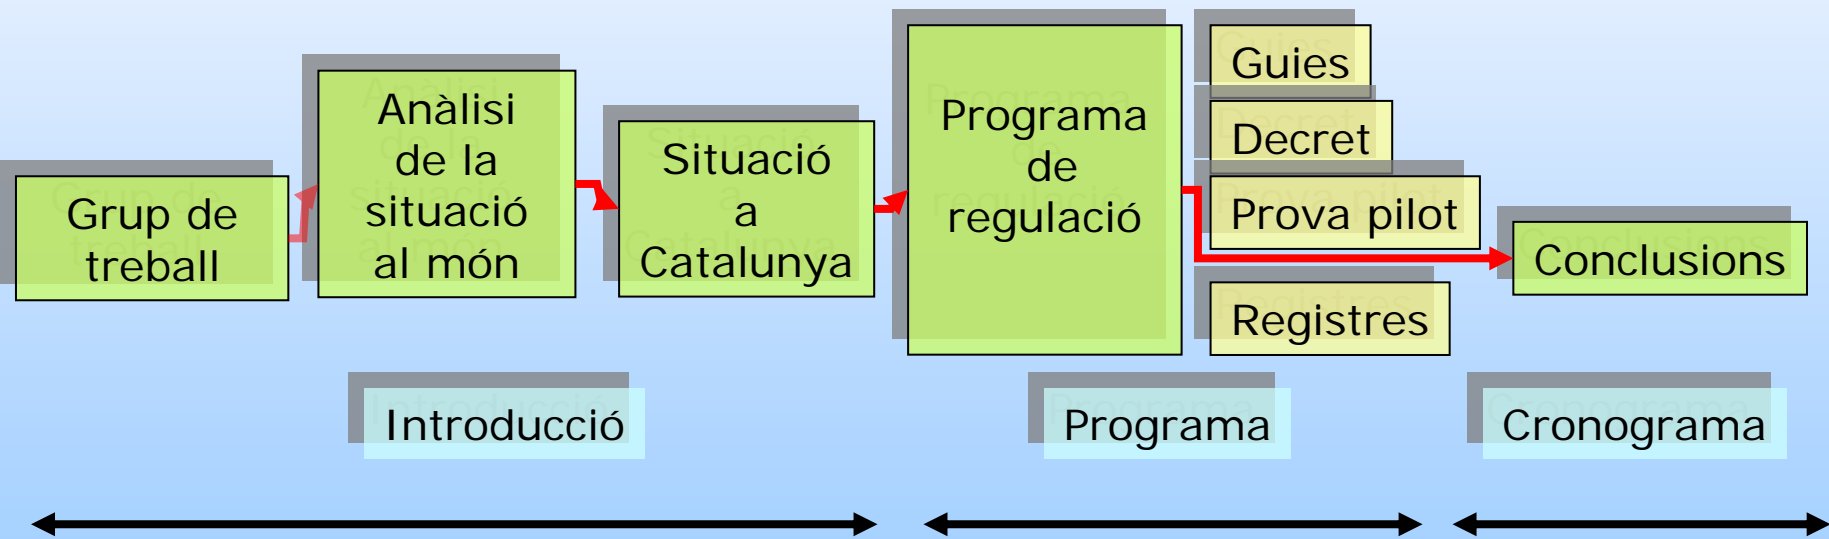 Grup de
treball
Anàlisi
de la
situació
al món
Situació
a
Catalunya
Programa
de
regulació
Guies
Decret
Prova pilot
Registres
Conclusions
Introducció
Programa
Cronograma